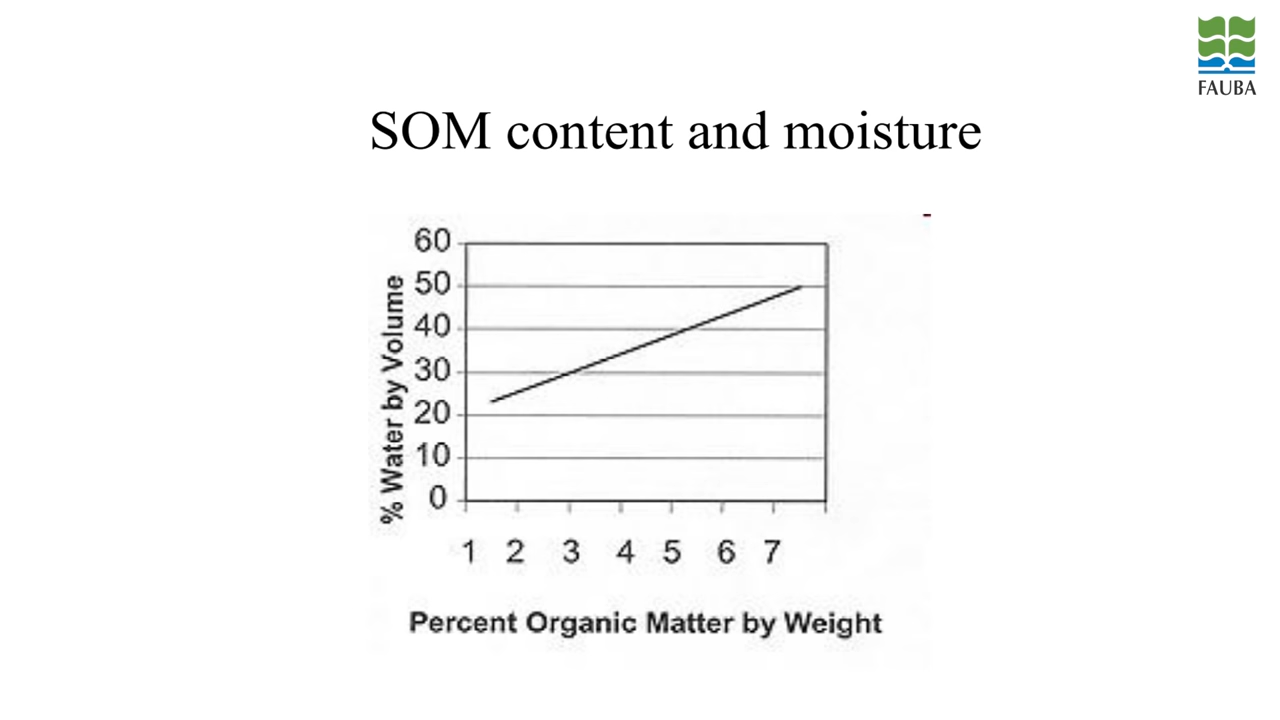 FAUBA
SOM content and moisture
60
50
40
30
20
10
0
% Water by Volume
1 2 3 4 5 6 7
Percent Organic Matter by Weight